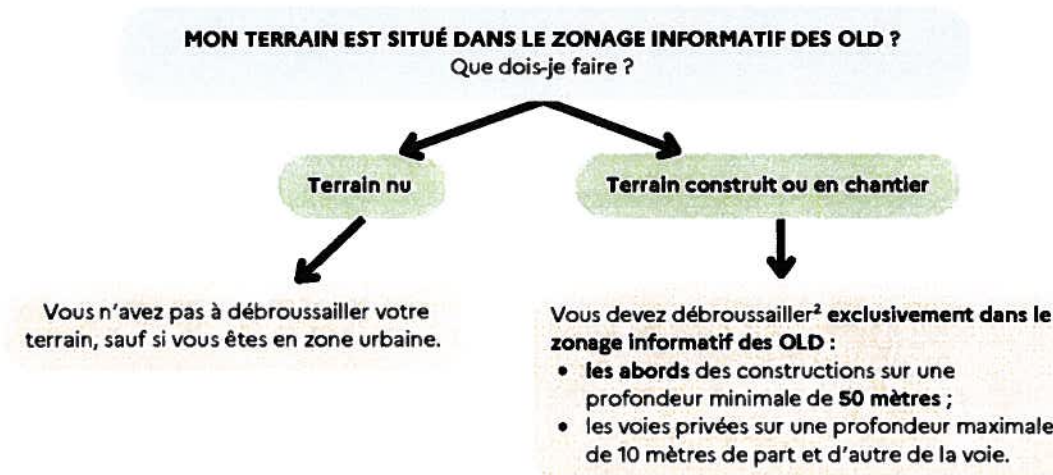 MON TERRAIN EST SITUÉ DANS LE ZONAGE INFORMATIF DES OLD ?
Que dois-je faire ?
Terrain nu
Terrain construit ou en chantier
Vous n'avez pas à débroussailler votre
terrain, sauf si vous êtes en zone urbaine.
Vous devez débroussailler² exclusivement dans le
zonage informatif des OLD :
• les abords des constructions sur une
profondeur minimale de 50 mètres ;
• les voies privées sur une profondeur maximale
de 10 mètres de part et d'autre de la voie.